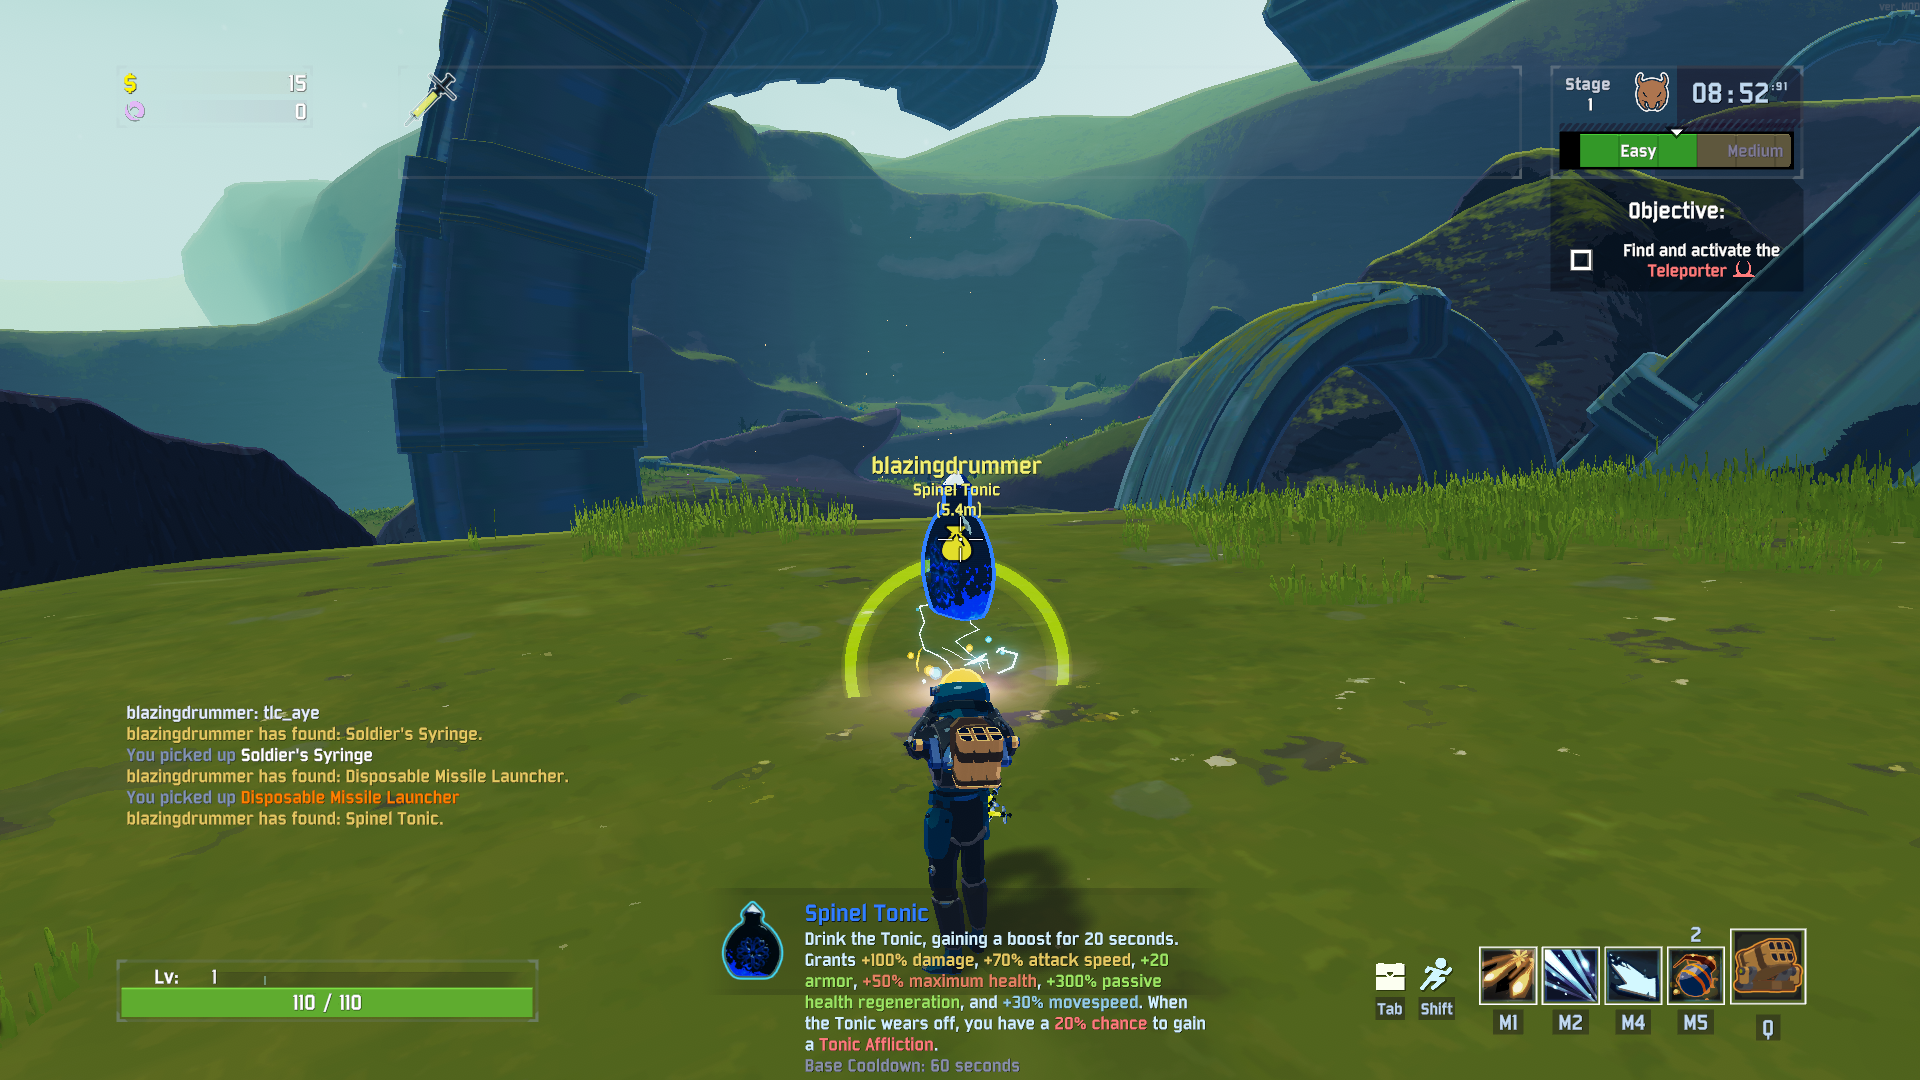 $ 15
0
Stage
1
08:52:91
Easy
Medium
Objective:
Find and activate the
Teleporter
blazingdrummer
Spinel Tonic
(5.4m)
blazingdrummer: tlc_aye
blazingdrummer has found: Soldier's Syringe.
You picked up Soldier's Syringe
blazingdrummer has found: Disposable Missile Launcher.
You picked up Disposable Missile Launcher
blazingdrummer has found: Spinel Tonic.
Lv: 1
110 / 110
Spinel Tonic
Drink the Tonic, gaining a boost for 20 seconds.
Grants +100% damage, +70% attack speed, +20
armor, +50% maximum health, +300% passive
health regeneration, and +30% movespeed. When
the Tonic wears off, you have a 20% chance to gain
a Tonic Affliction.
Base Cooldown: 60 seconds
2
Tab
Shift
M1
M2
M4
M5
Q